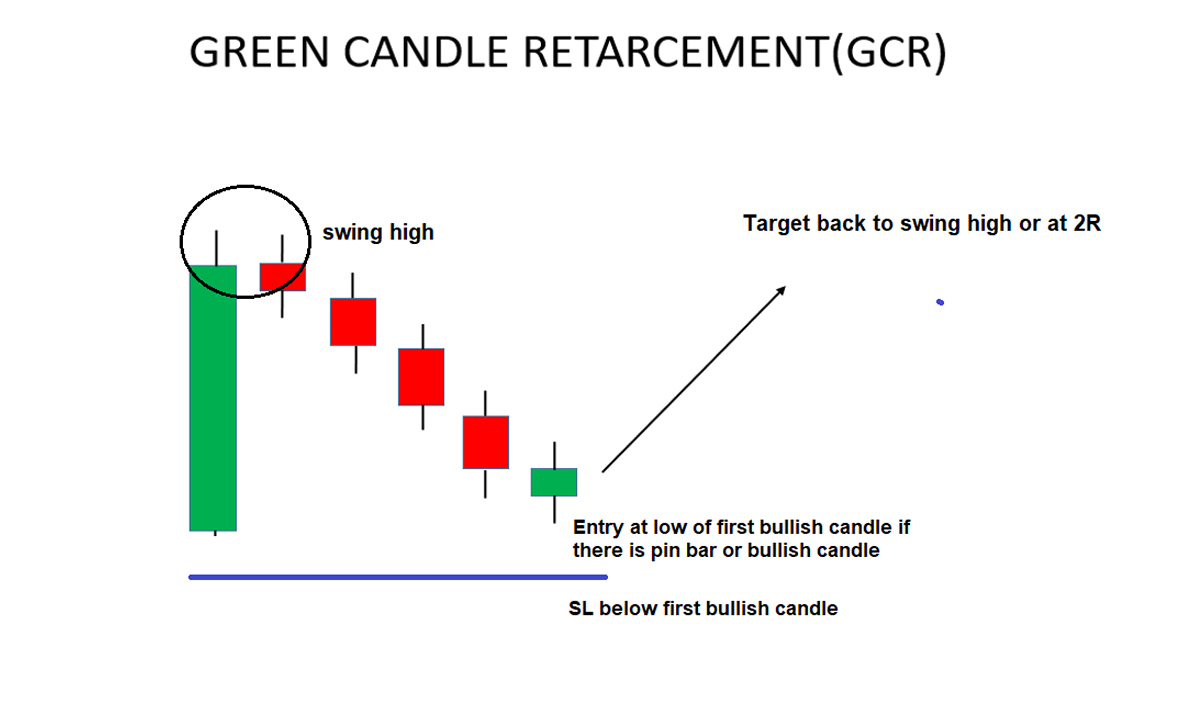 GREEN CANDLE RETARCEMENT(GCR)
swing high
Target back to swing high or at 2R
Entry at low of first bullish candle if
there is pin bar or bullish candle
SL below first bullish candle